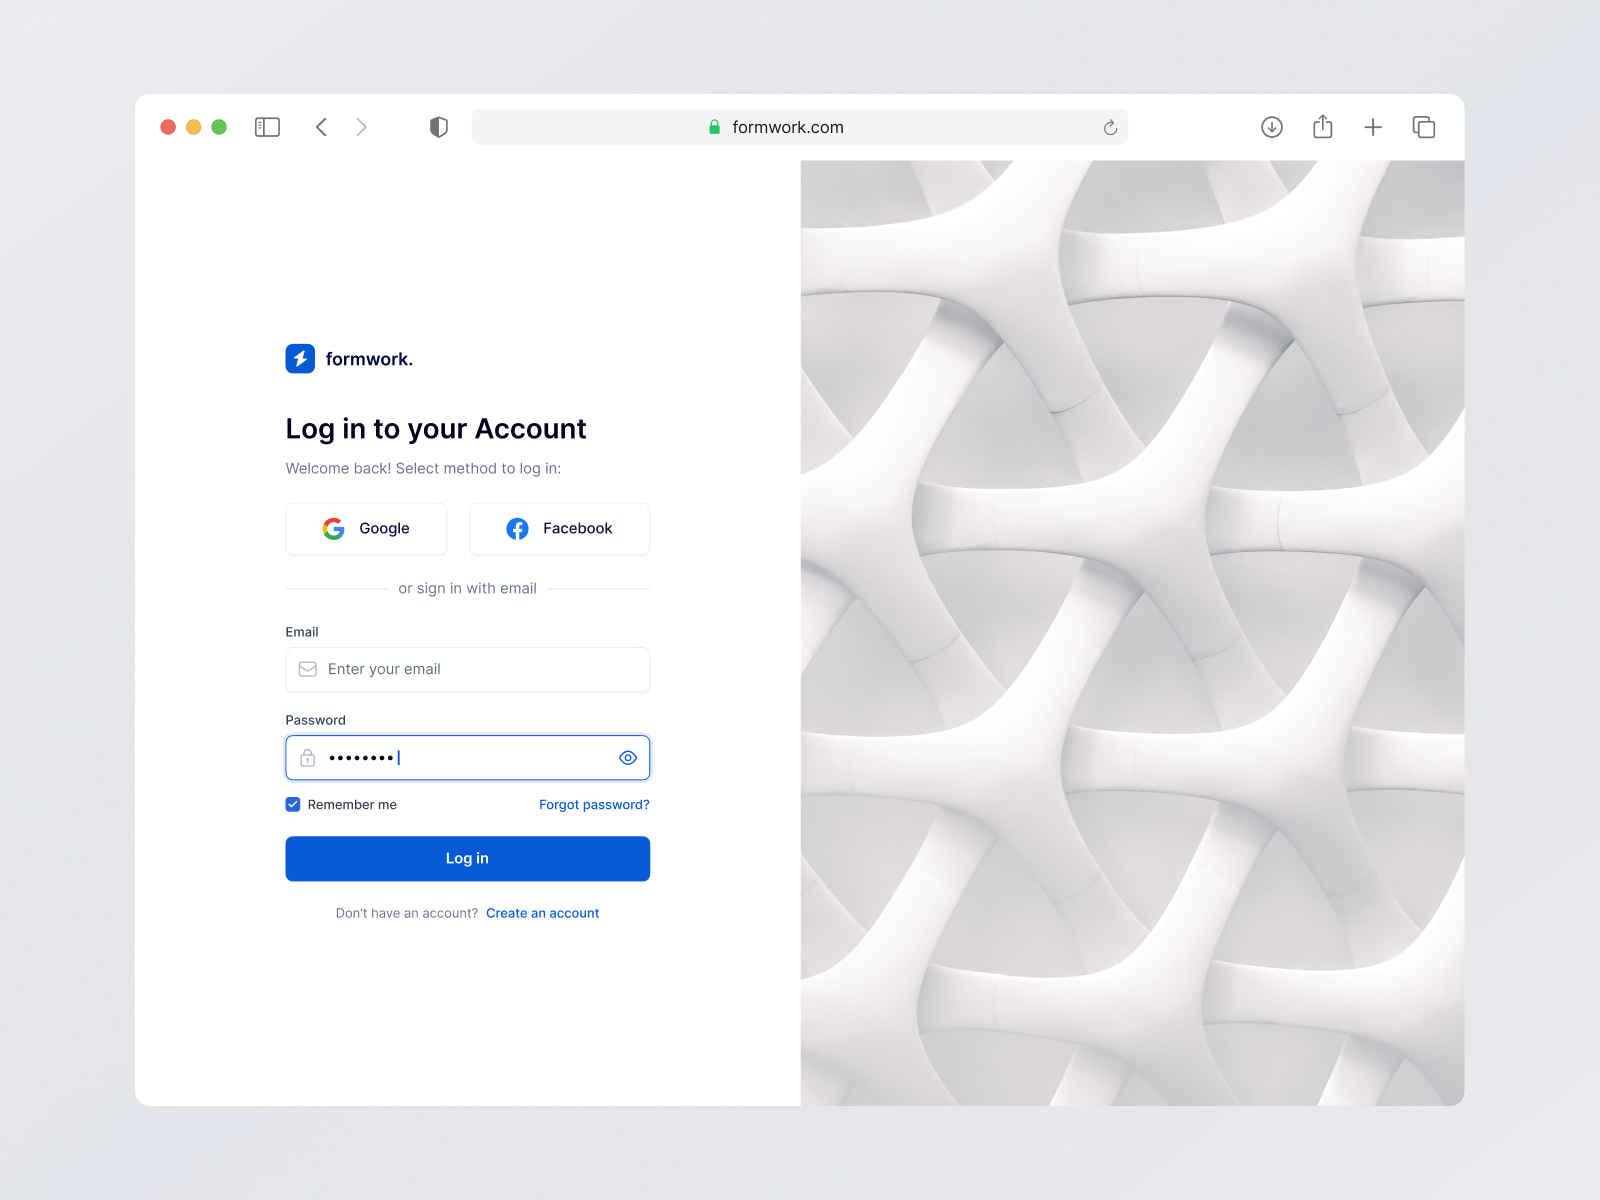 formwork.com
formwork.
Log in to your Account
Welcome back! Select method to log in:
Google Facebook
or sign in with email
Email
Enter your email
Password
••••••••
Remember me Forgot password?
Log in
Don't have an account? Create an account